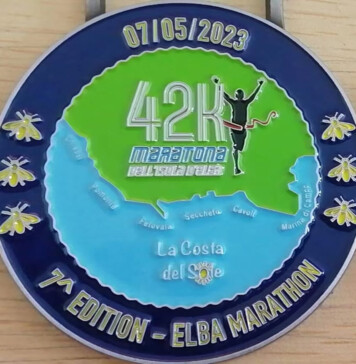 07/05/2023
42K
MARATONA
DELL'ISOLA D'ELBA
Fetovaia
Seccheto
Cavoli
Marina di Campo
La Costa
del Sole
7^ EDITION - ELBA MARATHON